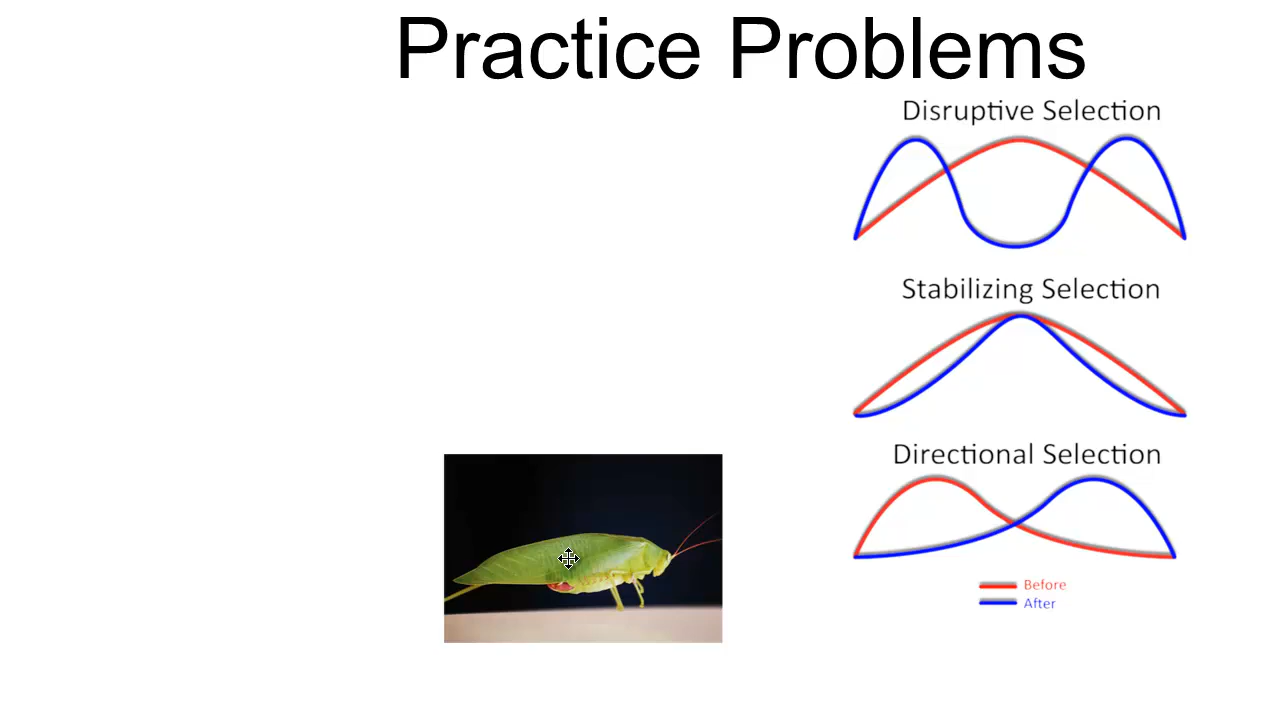 Practice Problems
Disruptive Selection
Stabilizing Selection
Directional Selection
Before
After